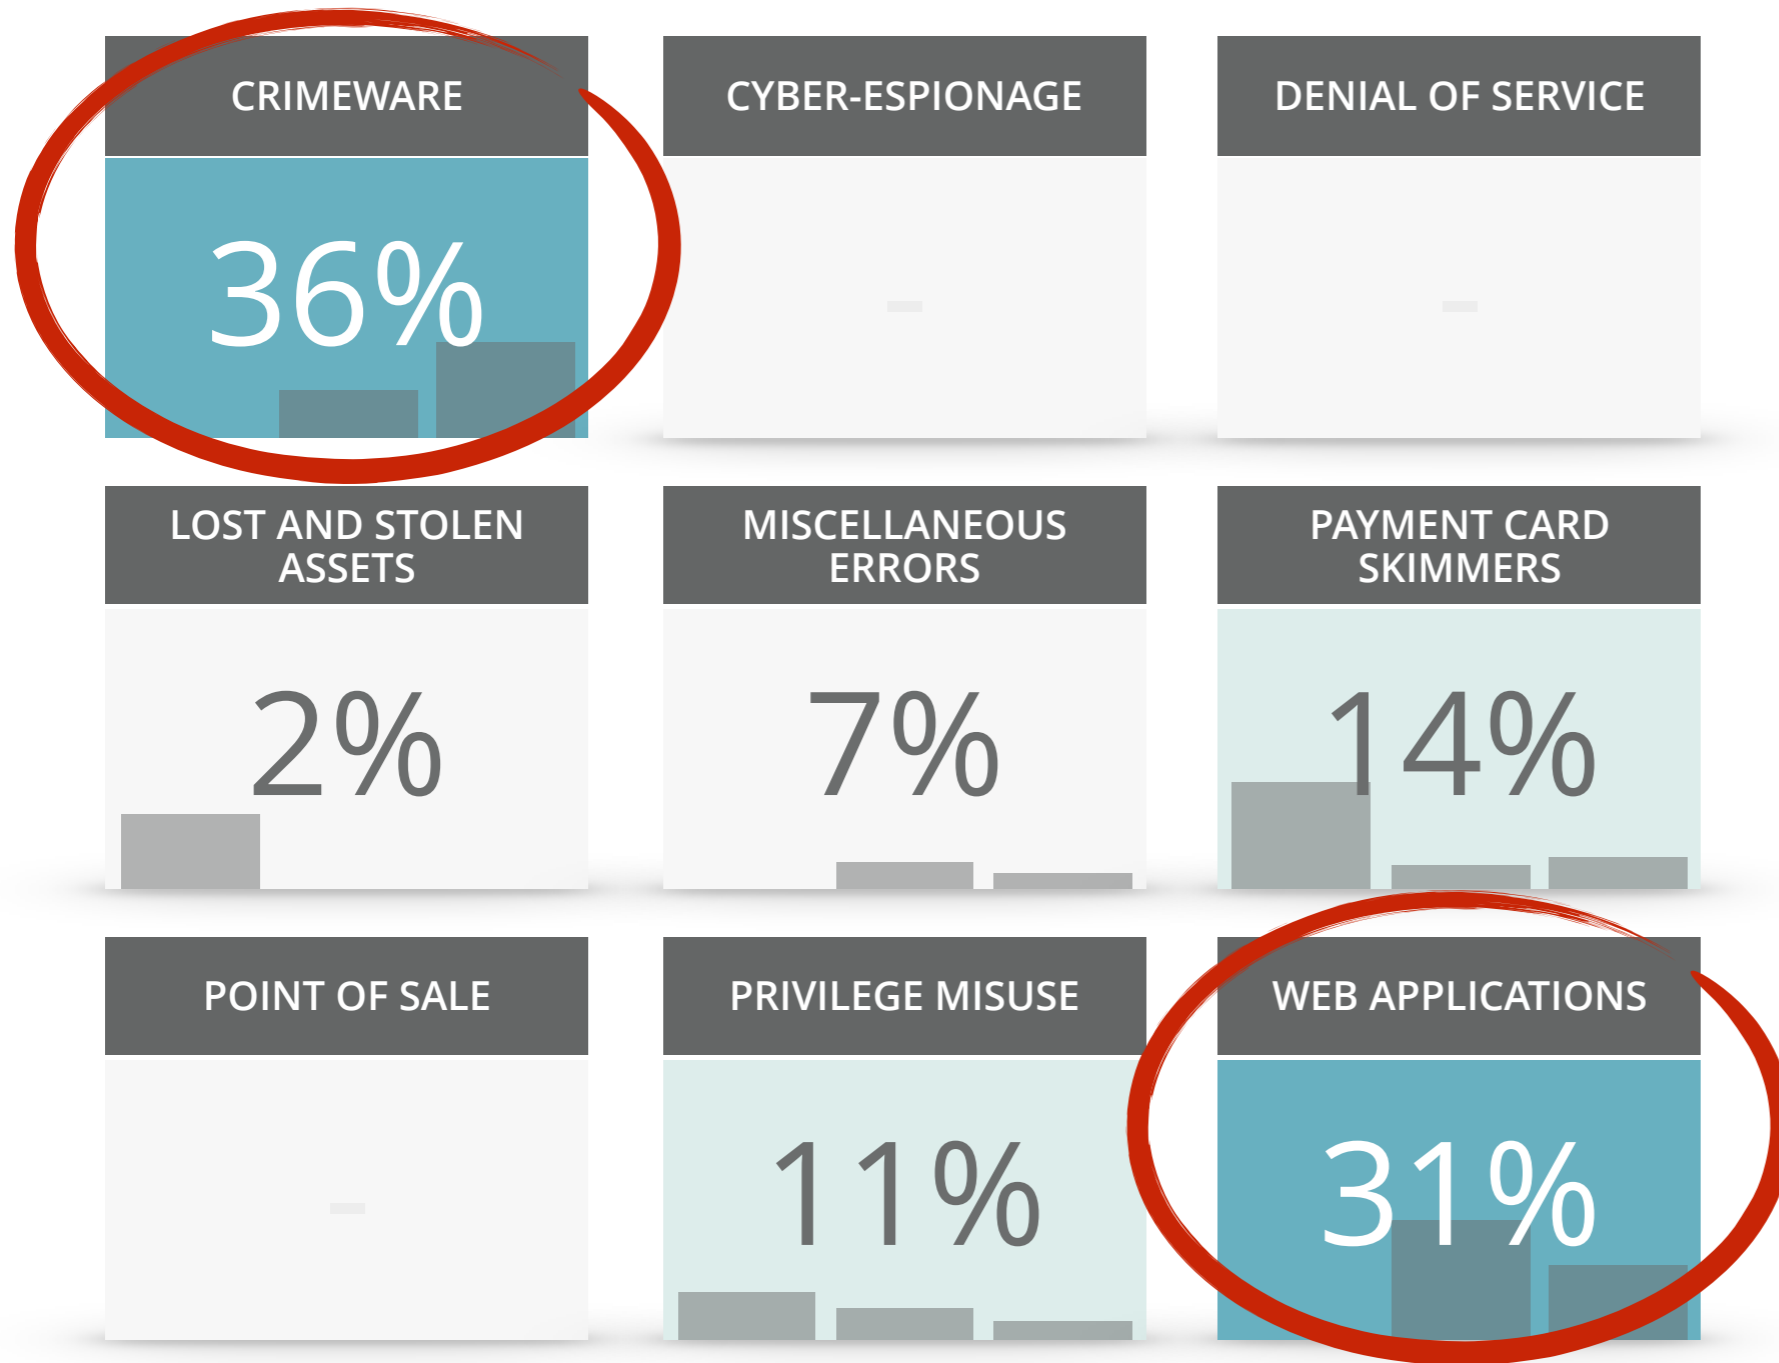 CRIMEWARE
CYBER-ESPIONAGE
DENIAL OF SERVICE
36%
-
-
LOST AND STOLEN
ASSETS
MISCELLANEOUS
ERRORS
PAYMENT CARD
SKIMMERS
2%
7%
14%
POINT OF SALE
PRIVILEGE MISUSE
WEB APPLICATIONS
-
11%
31%